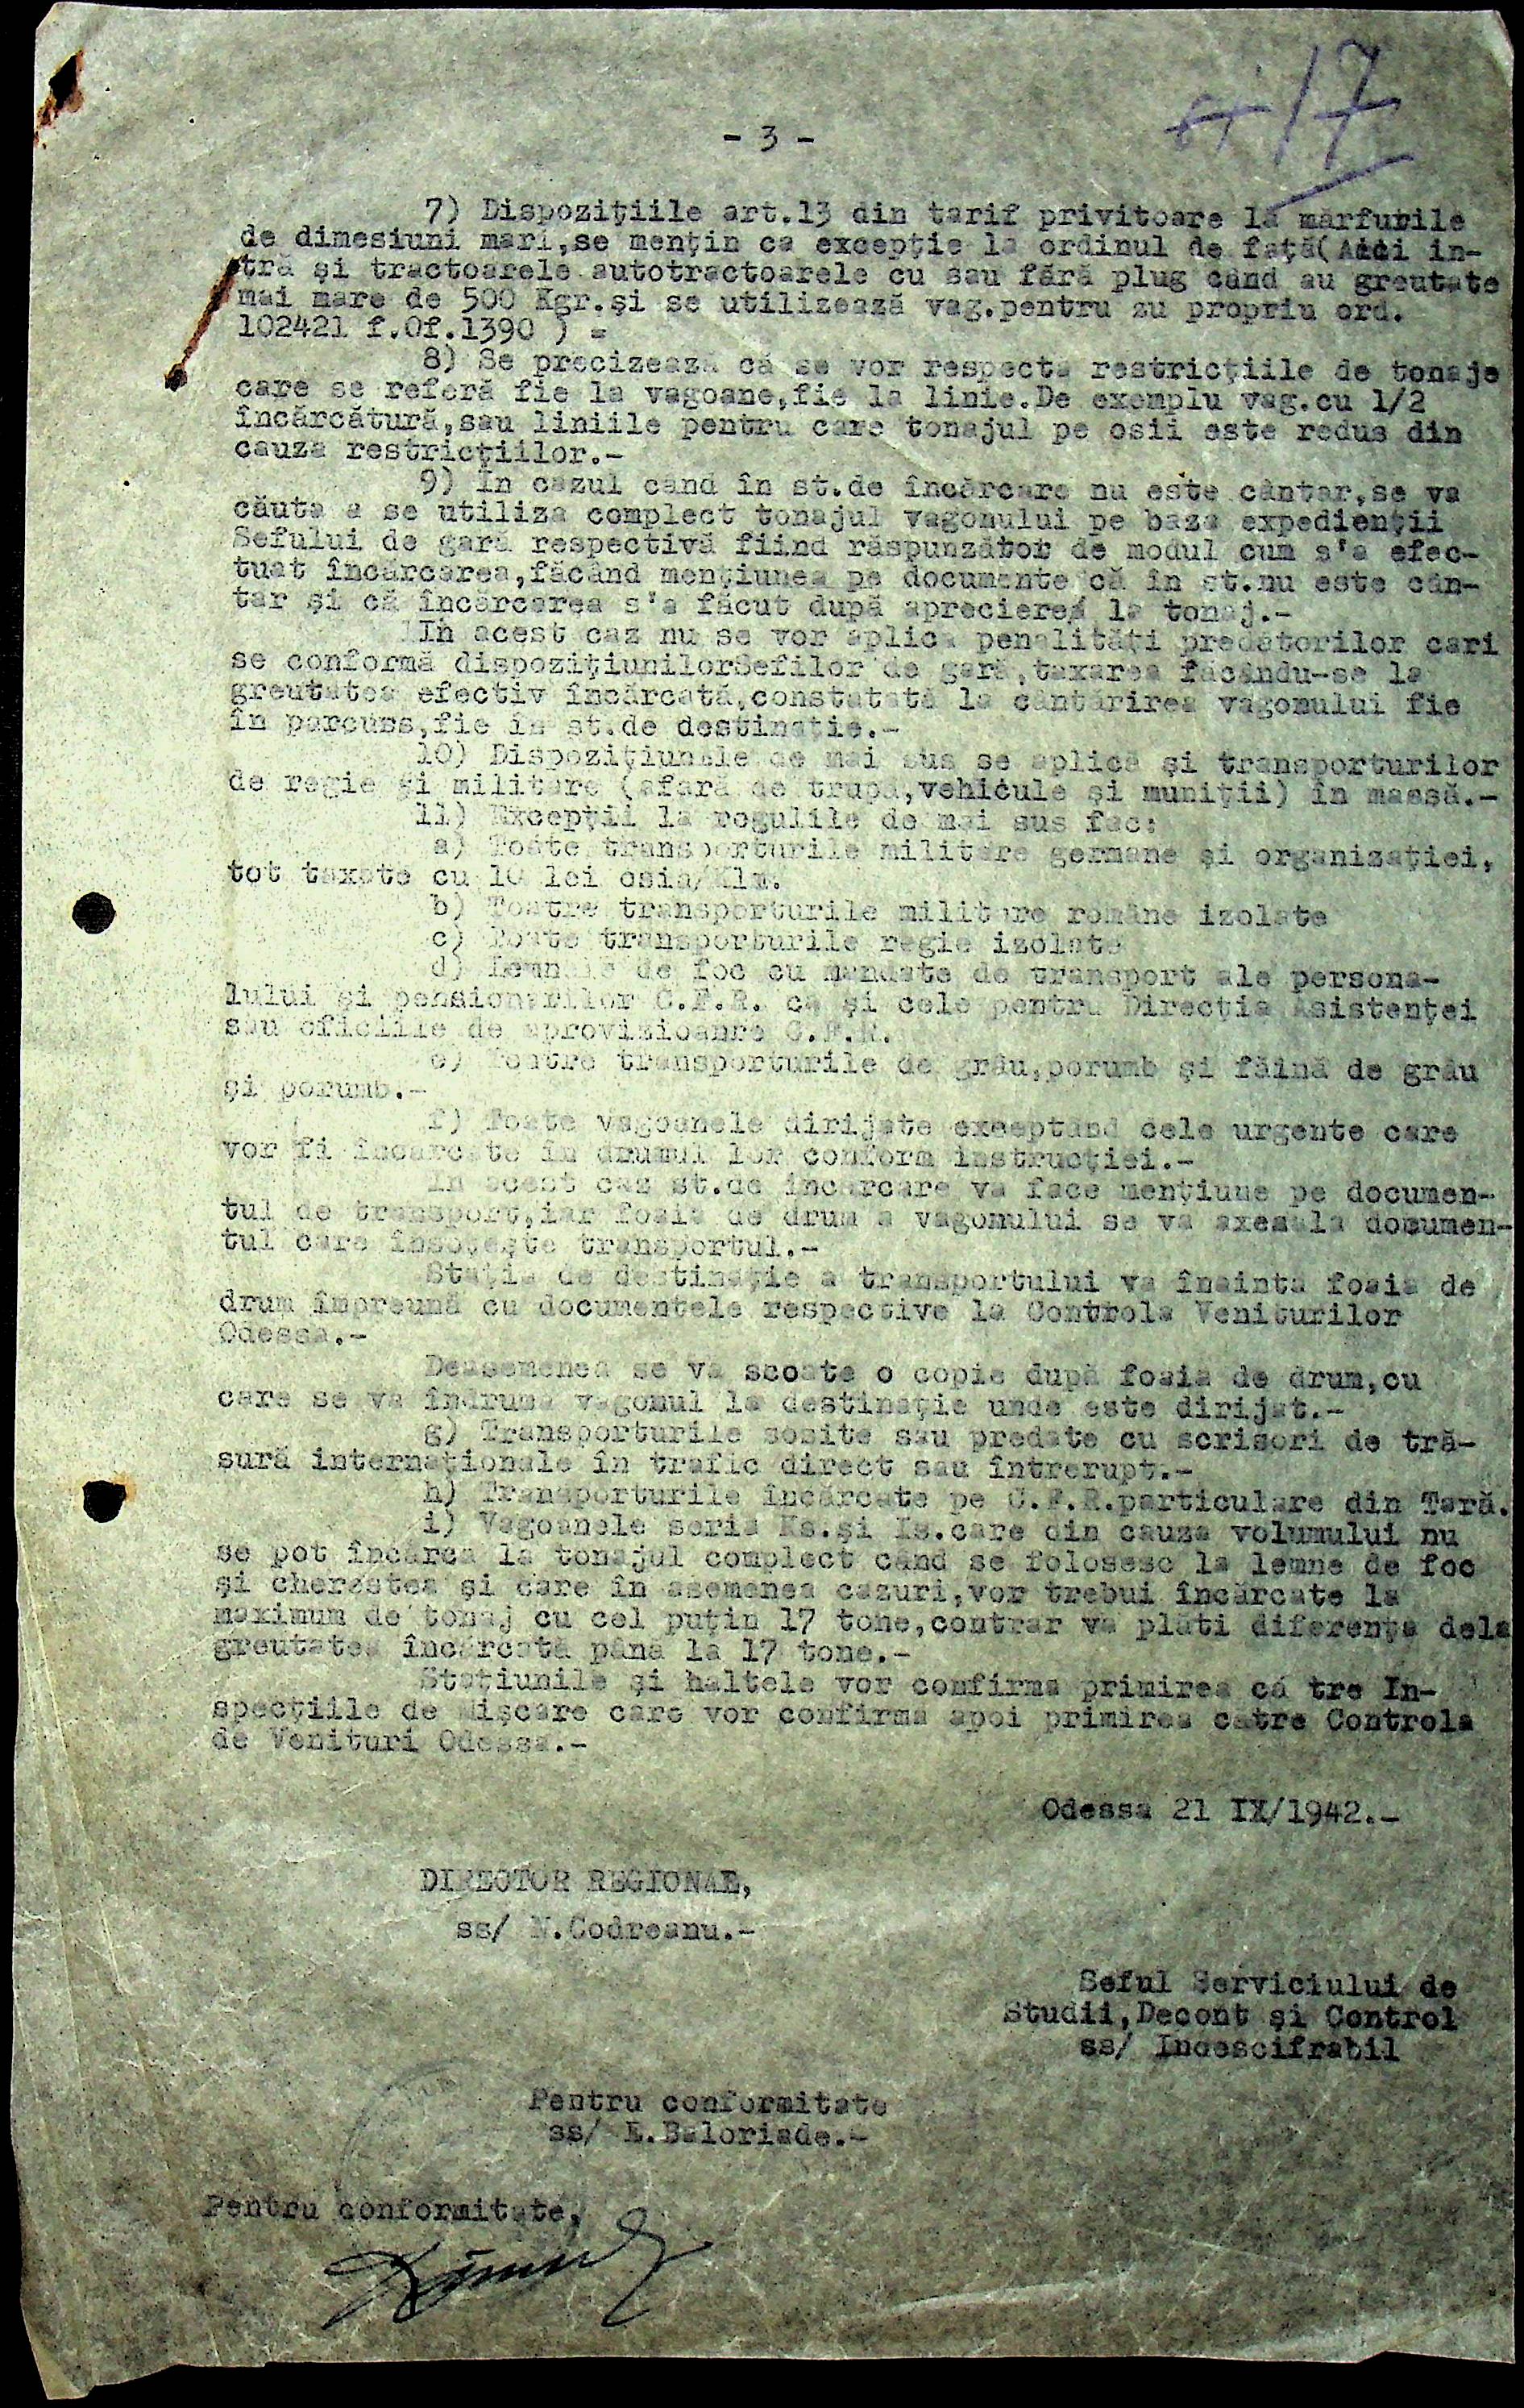 17
- 3 -
7) Dispozițiile art.13 din tarif privitoare la mărfurile
de dimesiuni mari,se mențin ca excepție la ordinul de față(Aici in-
tră și tractoarele autotractoarele cu sau fără plug când au greutate
mai mare de 500 Kgr.și se utilizează vag.pentru zu propriu ord.
102421 f.Of.1390 ) =
8) Se precizează că se vor respecta restricțiile de tonaje
care se referă fie la vagoane,fie la linie.De exemplu vag.cu 1/2
încărcătură,sau liniile pentru care tonajul pe osii este redus din
cauza restricțiilor.-
9) In cazul când în st.de încărcare nu este cântar,se va
căuta a se utiliza complect tonajul vagonului pe baza expedienții
Sefului de gară respectivă fiind răspunzător de modul cum s'a efec-
tuat încărcarea,făcând mențiunea pe documente că în st.nu este cân-
tar și că încărcarea s'a făcut după aprecierea la tonaj.-
In acest caz nu se vor aplica penalități predătorilor cari
se conformă dispozițiunilorSefilor de gară,taxarea făcându-se la
greutatea efectiv încărcată,constatată la cântărirea vagonului fie
în parcurs,fie în st.de destinație.-
10) Dispozițiunile de mai sus se aplică și transporturilor
de regie și militare (afară de trupă,vehicule și muniții) în massă.-
11) Excepții la regulile de mai sus fac:
a) Toate transporturile militare germane și organizației,
tot taxate cu 10 lei osia/Klm.
b) Toatre transporturile militare române izolate
c) Toate transporturile regie izolate
d) Lemnele de foc cu mandate de transport ale persona-
lului și pensionarilor C.F.R. ca și cele pentru Direcția Asistenței
sau oficiile de aprovizioanre C.F.R.
e) Toatre transporturile de grâu,porumb și făină de grâu
și porumb.-
f) Toate vagoanele dirijate exceptând cele urgente care
vor fi încărcate în drumul lor conform instrucției.-
In acest caz st.de încărcare va face mențiune pe documen-
tul de transport,iar foaia de drum a vagonului se va axexala documen-
tul care însoțește transportul.-
Stația de destinație a transportului va înainta foaia de
drum împreună cu documentele respective la Controla Veniturilor
Odessa.-
Deasemenea se va scoate o copie după foaia de drum,cu
care se va îndruma vagonul la destinație unde este dirijat.-
g) Transporturile sosite sau predate cu scrisori de tră-
sură internaționale în trafic direct sau întrerupt.-
h) Transporturile încărcate pe C.F.R.particulare din Tară.
i) Vagoanele seria Ks.și Is.care din cauza volumului nu
se pot încărca la tonajul complect când se folosesc la lemne de foc
și cherestea și care în asemenea cazuri,vor trebui încărcate la
maximum de tonaj cu cel puțin 17 tone,contrar va plăti diferența dela
greutatea încărcată până la 17 tone.-
Stațiunile și haltele vor confirma primirea că tre In-
specțiile de Mișcare care vor confirma apoi primirea catre Controla
de Venituri Odessa.-
Odessa 21 IX/1942.-
DIRECTOR REGIONAL,
ss/ N.Codreanu.-
Seful Serviciului de
Studii,Decont și Control
ss/ Indescifrabil
Pentru conformitate
ss/ E.Baloriade.-
Pentru conformitate,